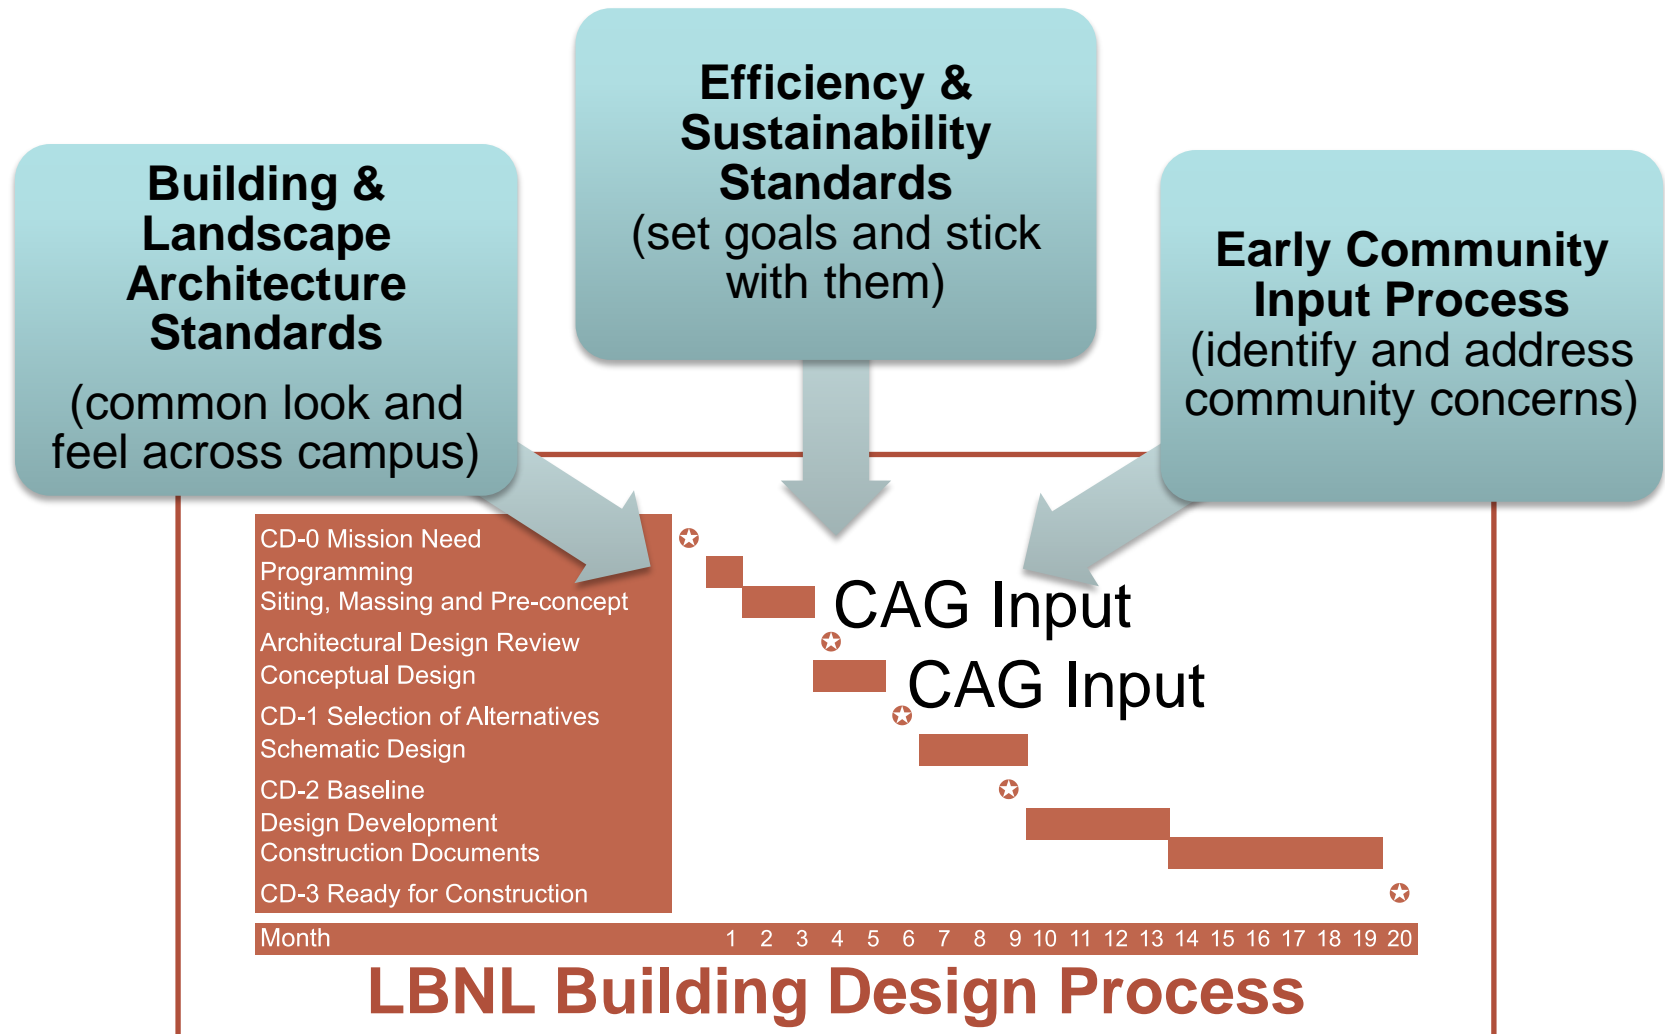 Building &
Landscape
Architecture
Standards
(common look and
feel across campus)
Efficiency &
Sustainability
Standards
(set goals and stick
with them)
Early Community
Input Process
(identify and address
community concerns)
CD-0 Mission Need
Programming
Siting, Massing and Pre-concept
CAG Input
Architectural Design Review
Conceptual Design
CAG Input
CD-1 Selection of Alternatives
Schematic Design
CD-2 Baseline
Design Development
Construction Documents
CD-3 Ready for Construction
Month 1 2 3 4 5 6 7 8 9 10 11 12 13 14 15 16 17 18 19 20
LBNL Building Design Process